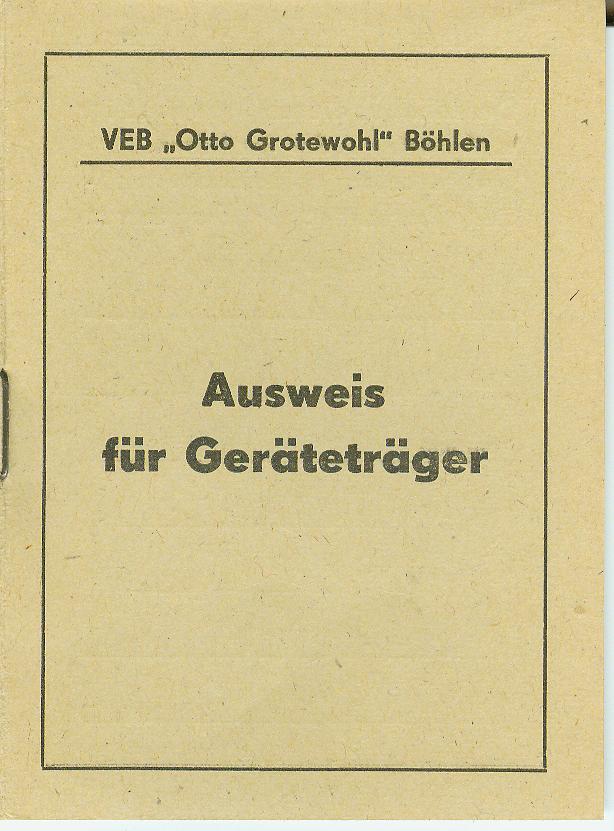 VEB „Otto Grotewohl“ Böhlen
Ausweis
für Geräteträger